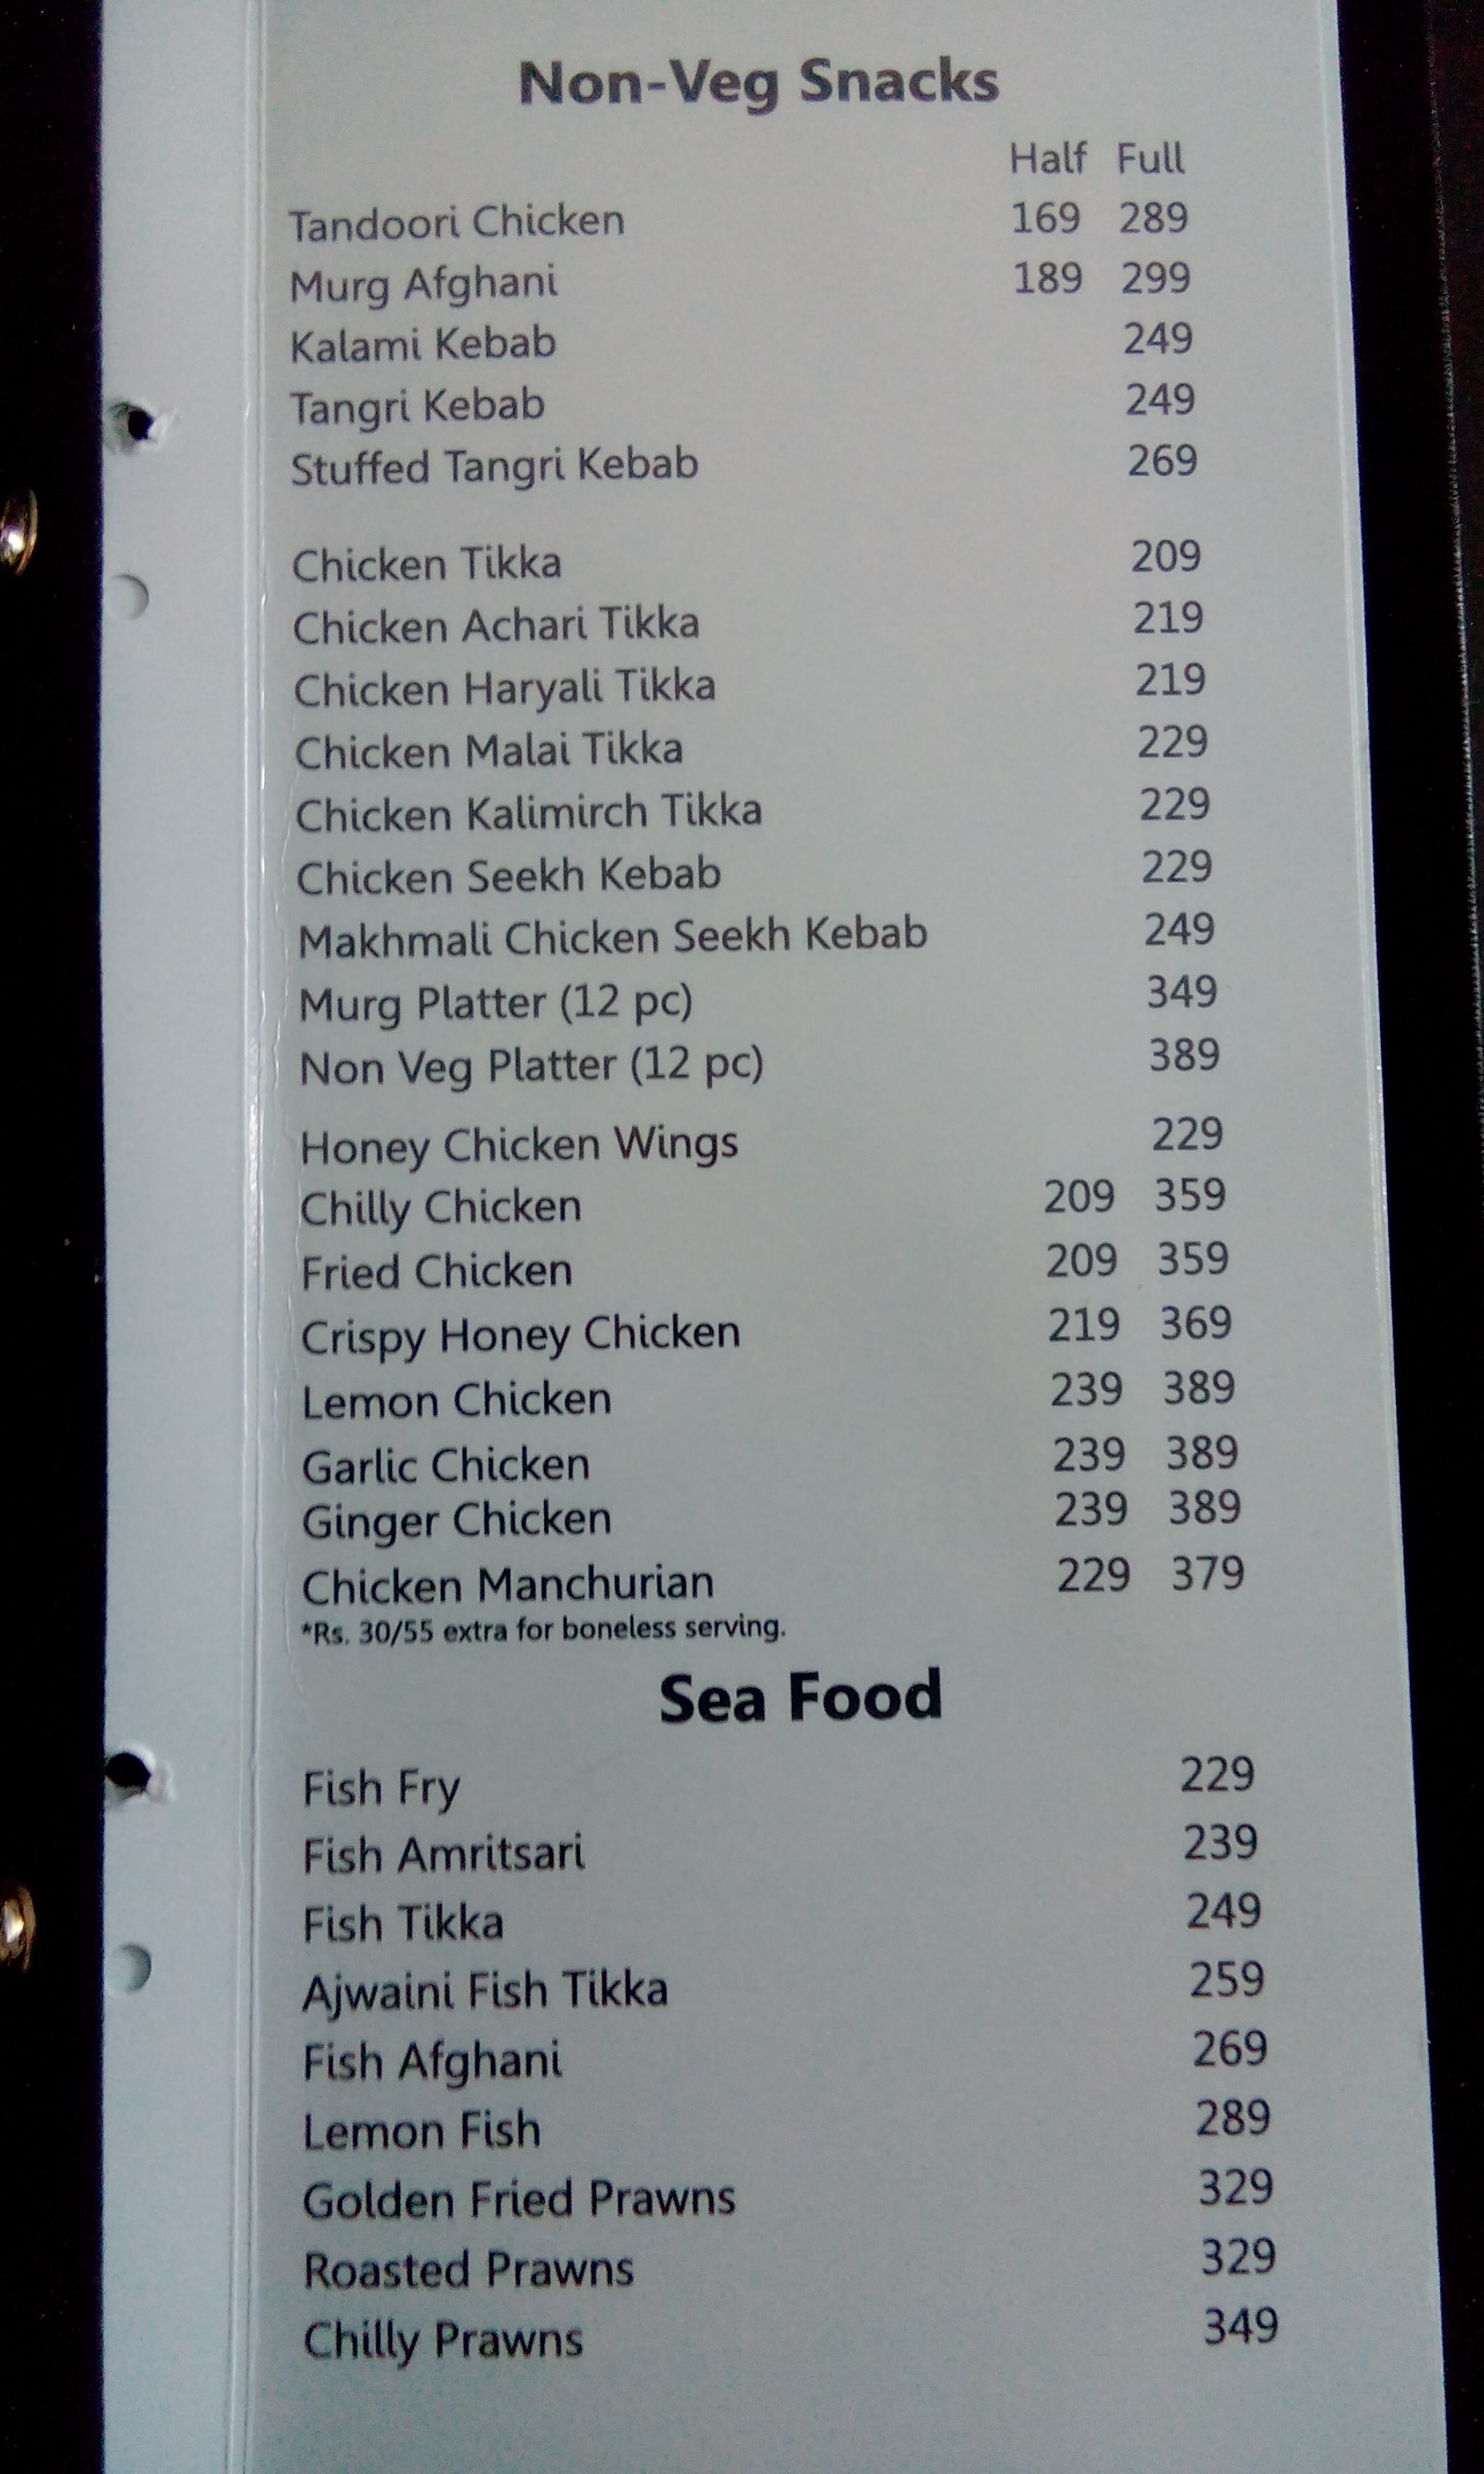 Non-Veg Snacks
Half Full
Tandoori Chicken 169 289
Murg Afghani 189 299
Kalami Kebab 249
Tangri Kebab 249
Stuffed Tangri Kebab 269
Chicken Tikka 209
Chicken Achari Tikka 219
Chicken Haryali Tikka 219
Chicken Malai Tikka 229
Chicken Kalimirch Tikka 229
Chicken Seekh Kebab 229
Makhmali Chicken Seekh Kebab 249
Murg Platter (12 pc) 349
Non Veg Platter (12 pc) 389
Honey Chicken Wings 229
Chilly Chicken 209 359
Fried Chicken 209 359
Crispy Honey Chicken 219 369
Lemon Chicken 239 389
Garlic Chicken 239 389
Ginger Chicken 239 389
Chicken Manchurian 229 379
*Rs. 30/55 extra for boneless serving.
Sea Food
Fish Fry 229
Fish Amritsari 239
Fish Tikka 249
Ajwaini Fish Tikka 259
Fish Afghani 269
Lemon Fish 289
Golden Fried Prawns 329
Roasted Prawns 329
Chilly Prawns 349